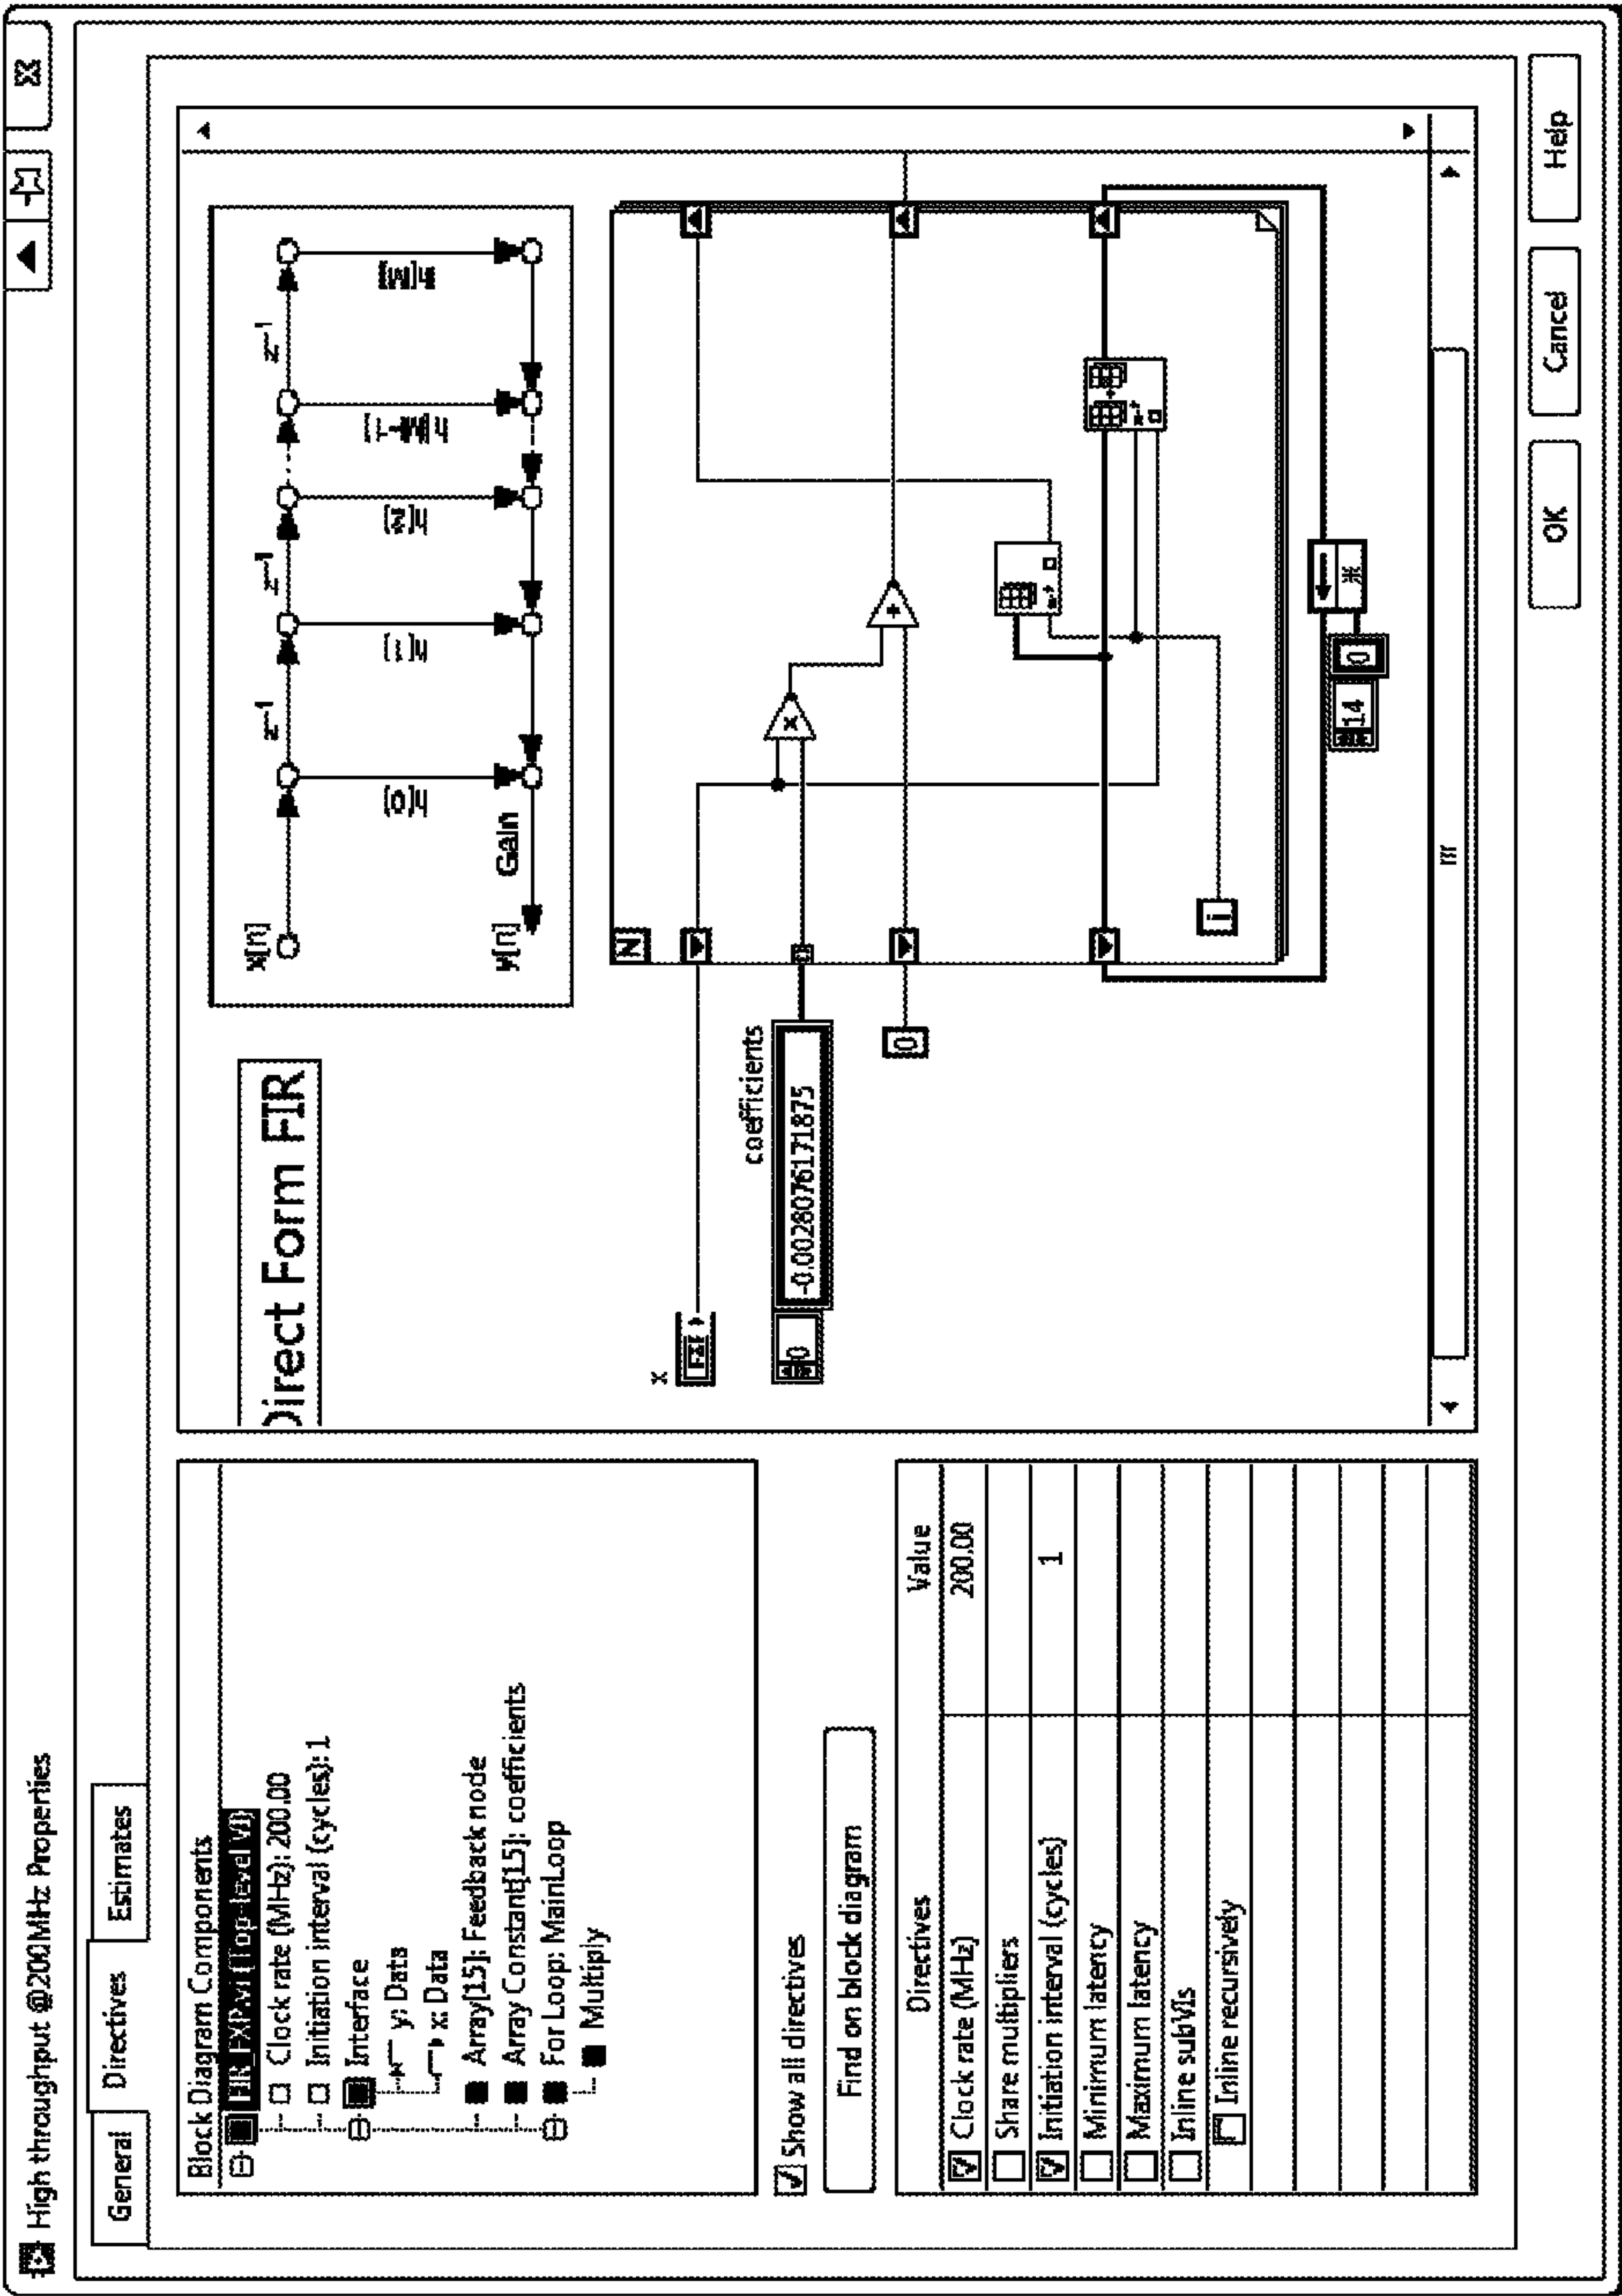 High throughput @200MHz Properties
General
Directives
Estimates
Block Diagram Components
FIR_EXP.vi (top level VI)
Clock rate (MHz): 200.00
Initiation interval (cycles): 1
Interface
y: Data
x: Data
Array[15]: Feedback node
Array Constant[15]: coefficients
For Loop: MainLoop
Multiply
Show all directives
Find on block diagram
Directives Value
Clock rate (MHz) 200.00
Share multipliers
Initiation interval (cycles) 1
Minimum latency
Maximum latency
Inline subVIs
Inline recursively
Direct Form FIR
x[n]
z⁻¹ z⁻¹ z⁻¹
h[0] h[1] h[2] h[M]
y[n] Gain
N
x
coefficients
0 -0.00280761171875
x
+
0
i
14 0
OK
Cancel
Help